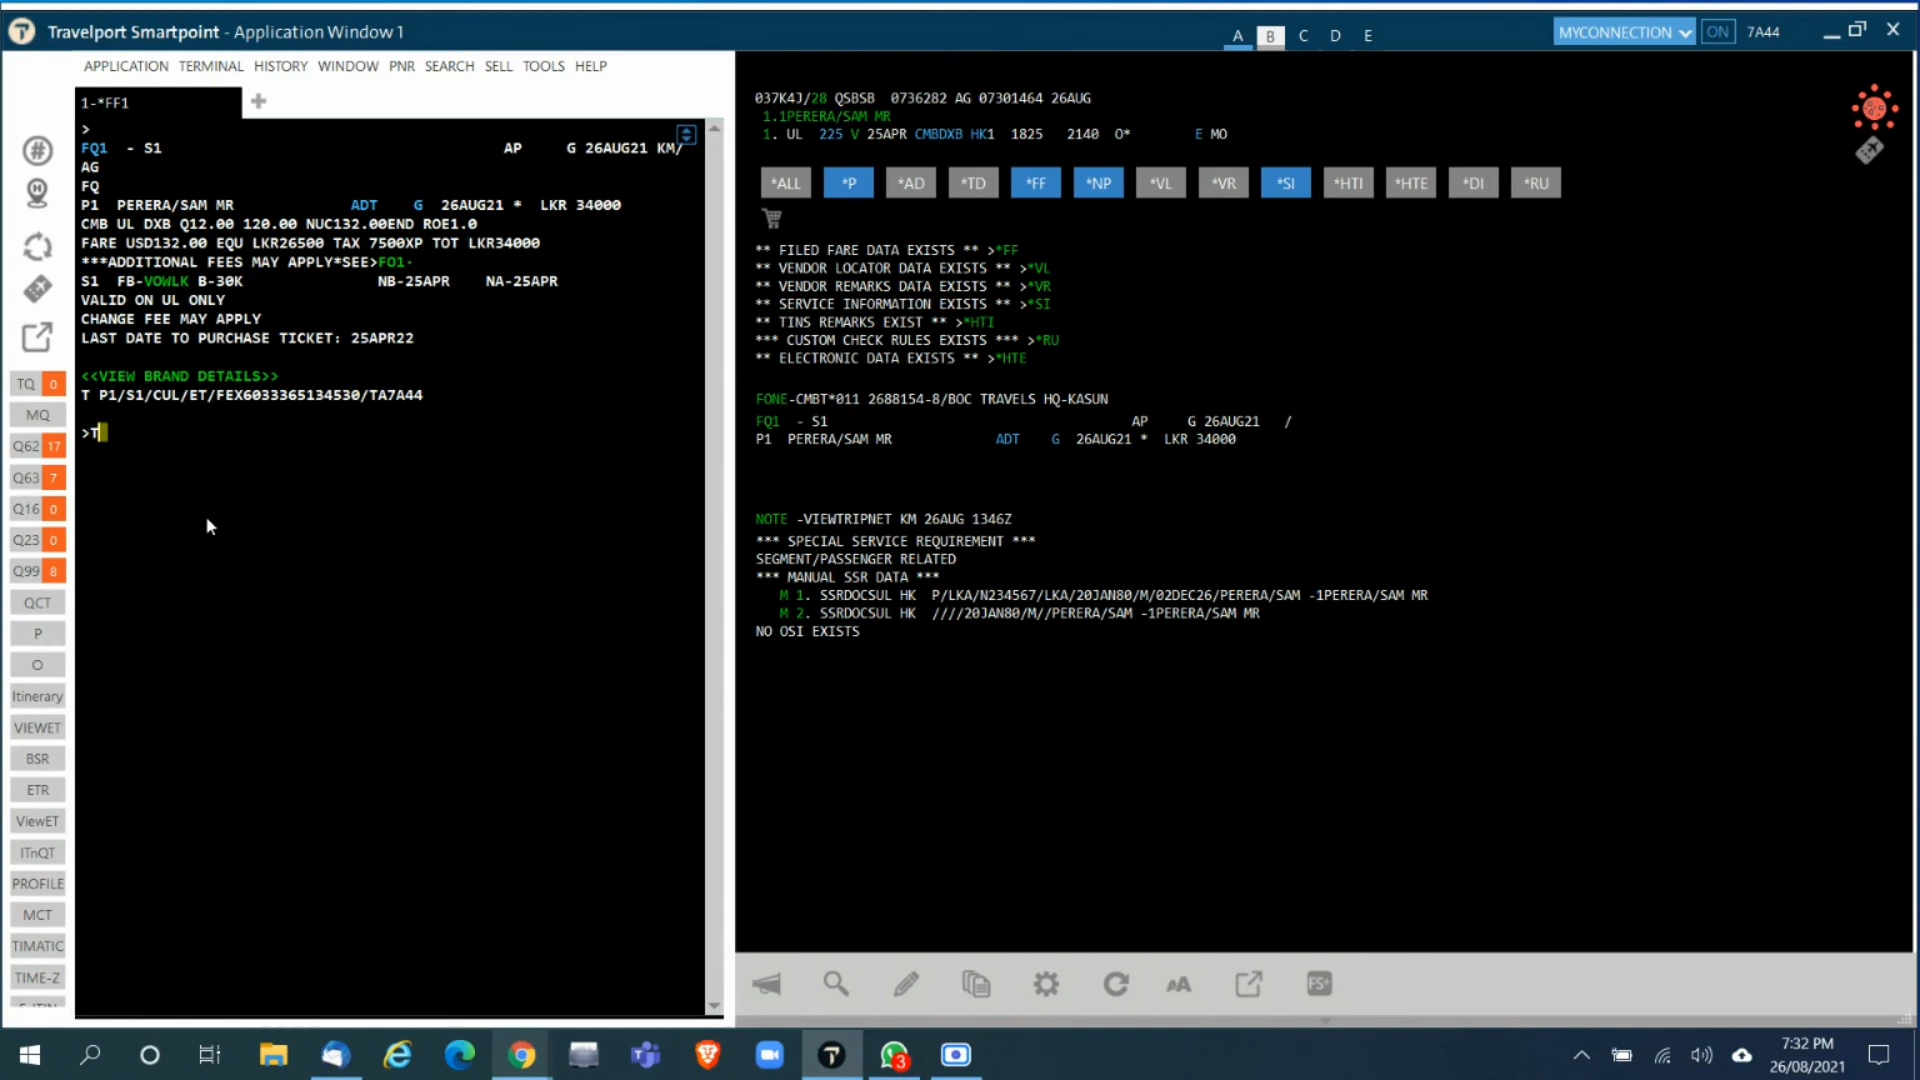 Travelport Smartpoint - Application Window 1
A B C D E
MYCONNECTION ON 7A44
APPLICATION TERMINAL HISTORY WINDOW PNR SEARCH SELL TOOLS HELP
1-*FF1
>
FQ1 - S1 AP G 26AUG21 KM/
AG
FQ
P1 PERERA/SAM MR ADT G 26AUG21 * LKR 34000
CMB UL DXB Q12.00 120.00 NUC132.00END ROE1.0
FARE USD132.00 EQU LKR26500 TAX 7500XP TOT LKR34000
***ADDITIONAL FEES MAY APPLY*SEE>FO1·
S1 FB-VOWLK B-30K NB-25APR NA-25APR
VALID ON UL ONLY
CHANGE FEE MAY APPLY
LAST DATE TO PURCHASE TICKET: 25APR22
<<VIEW BRAND DETAILS>>
T P1/S1/CUL/ET/FEX6033365134530/TA7A44
>T
TQ 0
MQ
Q62 17
Q63 7
Q16 0
Q23 0
Q99 8
QCT
P
O
Itinerary
VIEWET
BSR
ETR
ViewET
ITnQT
PROFILE
MCT
TIMATIC
TIME-Z
037K4J/28 QSBSB 0736282 AG 07301464 26AUG
1.1PERERA/SAM MR
1. UL 225 V 25APR CMBDXB HK1 1825 2140 O* E MO
*ALL *P *AD *TD *FF *NP *VL *VR *SI *HTI *HTE *DI *RU
** FILED FARE DATA EXISTS ** >*FF
** VENDOR LOCATOR DATA EXISTS ** >*VL
** VENDOR REMARKS DATA EXISTS ** >*VR
** SERVICE INFORMATION EXISTS ** >*SI
** TINS REMARKS EXIST ** >*HTI
*** CUSTOM CHECK RULES EXISTS *** >*RU
** ELECTRONIC DATA EXISTS ** >*HTE
FONE-CMBT*011 2688154-8/BOC TRAVELS HQ-KASUN
FQ1 - S1 AP G 26AUG21 /
P1 PERERA/SAM MR ADT G 26AUG21 * LKR 34000
NOTE -VIEWTRIPNET KM 26AUG 1346Z
*** SPECIAL SERVICE REQUIREMENT ***
SEGMENT/PASSENGER RELATED
*** MANUAL SSR DATA ***
M 1. SSRDOCSUL HK P/LKA/N234567/LKA/20JAN80/M/02DEC26/PERERA/SAM -1PERERA/SAM MR
M 2. SSRDOCSUL HK ////20JAN80/M//PERERA/SAM -1PERERA/SAM MR
NO OSI EXISTS
AA
FS+
3
7:32 PM
26/08/2021